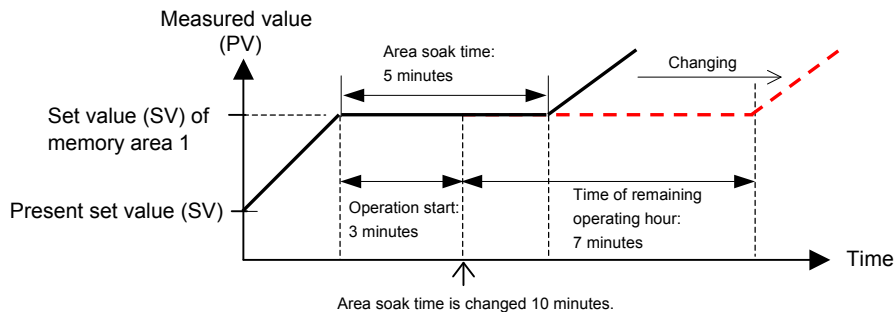 Measured value
(PV)
Area soak time:
5 minutes
Changing
Set value (SV) of
memory area 1
Present set value (SV)
Operation start:
3 minutes
Time of remaining
operating hour:
7 minutes
Time
Area soak time is changed 10 minutes.